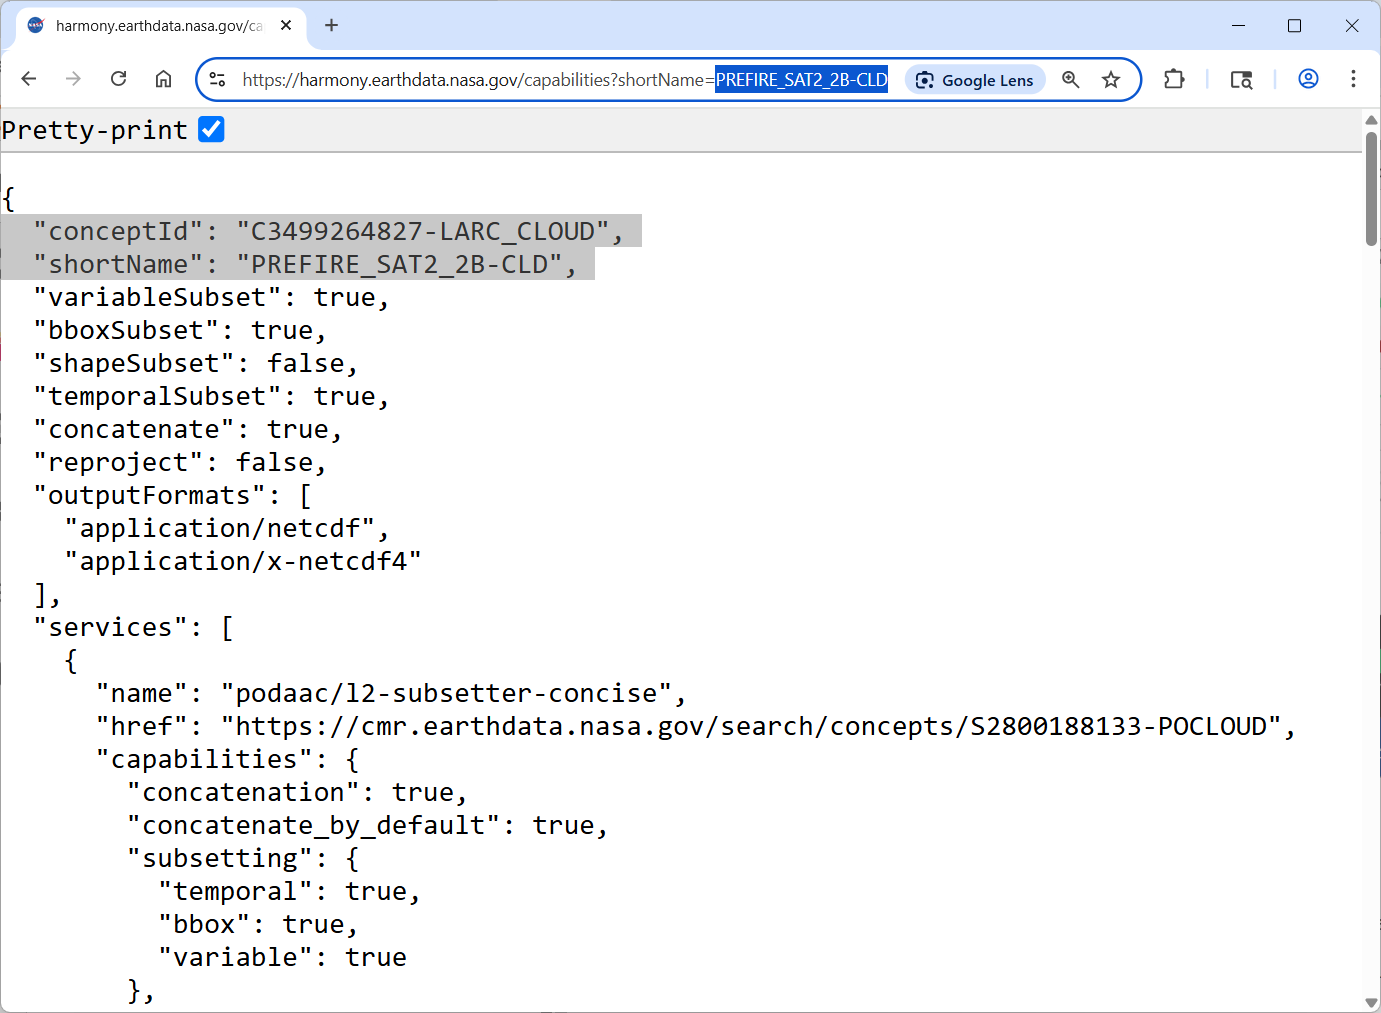 harmony.earthdata.nasa.gov/ca
https://harmony.earthdata.nasa.gov/capabilities?shortName=PREFIRE_SAT2_2B-CLD
Google Lens
Pretty-print
{
  "conceptId": "C3499264827-LARC_CLOUD",
  "shortName": "PREFIRE_SAT2_2B-CLD",
  "variableSubset": true,
  "bboxSubset": true,
  "shapeSubset": false,
  "temporalSubset": true,
  "concatenate": true,
  "reproject": false,
  "outputFormats": [
    "application/netcdf",
    "application/x-netcdf4"
  ],
  "services": [
    {
      "name": "podaac/l2-subsetter-concise",
      "href": "https://cmr.earthdata.nasa.gov/search/concepts/S2800188133-POCLOUD",
      "capabilities": {
        "concatenation": true,
        "concatenate_by_default": true,
        "subsetting": {
          "temporal": true,
          "bbox": true,
          "variable": true
        },